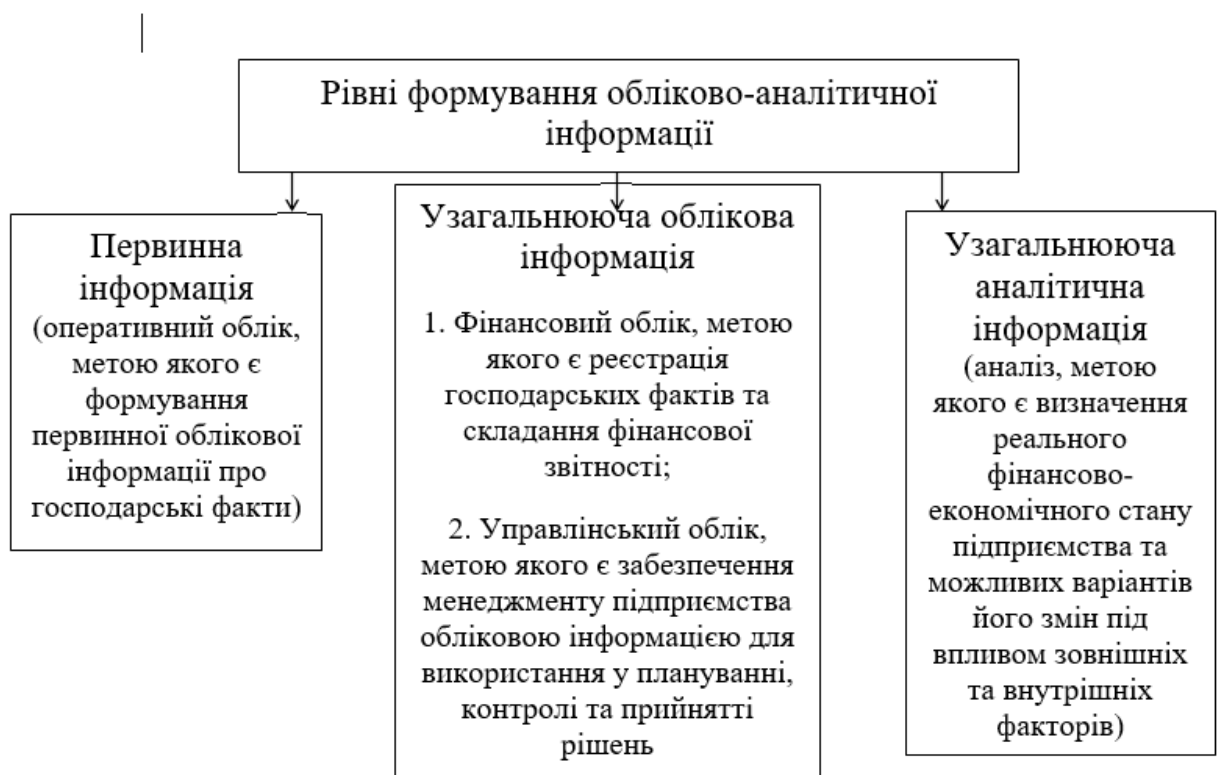 Рівні формування обліково-аналітичної
інформації
Первинна
інформація
(оперативний облік,
метою якого є
формування
первинної облікової
інформації про
господарські факти)
Узагальнююча облікова
інформація
1. Фінансовий облік, метою
якого є реєстрація
господарських фактів та
складання фінансової
звітності;
2. Управлінський облік,
метою якого є забезпечення
менеджменту підприємства
обліковою інформацією для
використання у плануванні,
контролі та прийнятті
рішень
Узагальнююча
аналітична
інформація
(аналіз, метою
якого є визначення
реального
фінансово-
економічного стану
підприємства та
можливих варіантів
його змін під
впливом зовнішніх
та внутрішніх
факторів)